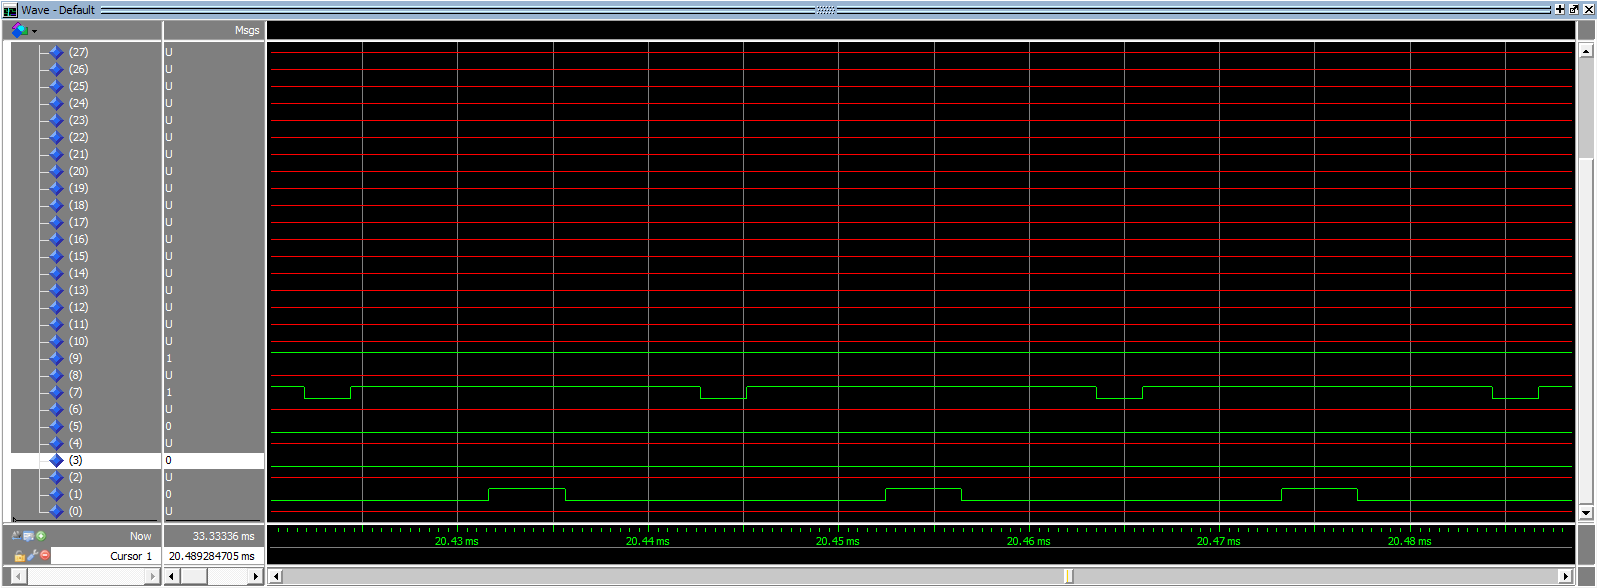 Wave - Default
Msgs
(27) U
(26) U
(25) U
(24) U
(23) U
(22) U
(21) U
(20) U
(19) U
(18) U
(17) U
(16) U
(15) U
(14) U
(13) U
(12) U
(11) U
(10) U
(9) 1
(8) U
(7) 1
(6) U
(5) 0
(4) U
(3) 0
(2) U
(1) 0
(0) U
Now 33.33336 ms
20.43 ms 20.44 ms 20.45 ms 20.46 ms 20.47 ms 20.48 ms
Cursor 1 20.489284705 ms